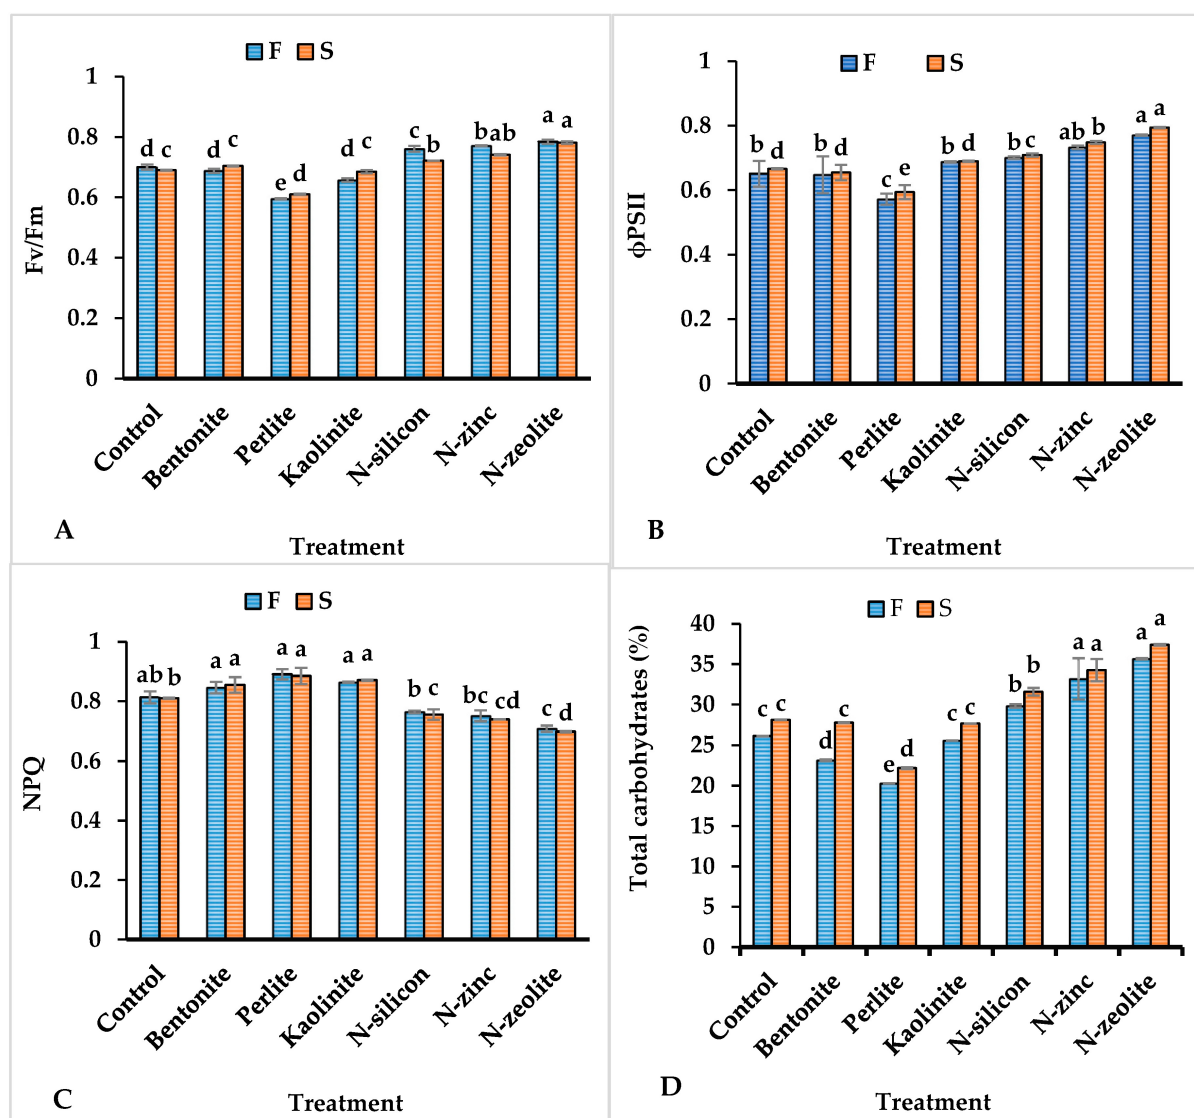 F S
1
0.8
0.6
0.4
0.2
0
Fv/Fm
d c d c e d d c c b b ab a a
Control Bentonite Perlite Kaolinite N-silicon N-zinc N-zeolite
A
Treatment
F S
1
0.8
0.6
0.4
0.2
0
ϕPSII
b d b d c e b d b c ab b a a
Control Bentonite Perlite Kaolinite N-silicon N-zinc N-zeolite
B
Treatment
F S
1
0.8
0.6
0.4
0.2
0
NPQ
ab b a a a a a a b c bc cd c d
Control Bentonite Perlite Kaolinite N-silicon N-zinc N-zeolite
C
Treatment
F S
40
35
30
25
20
15
10
5
0
Total carbohydrates (%)
c c d c e d c c b b a a a a
Control Bentonite Perlite Kaolinite N-silicon N-zinc N-zeolite
D
Treatment